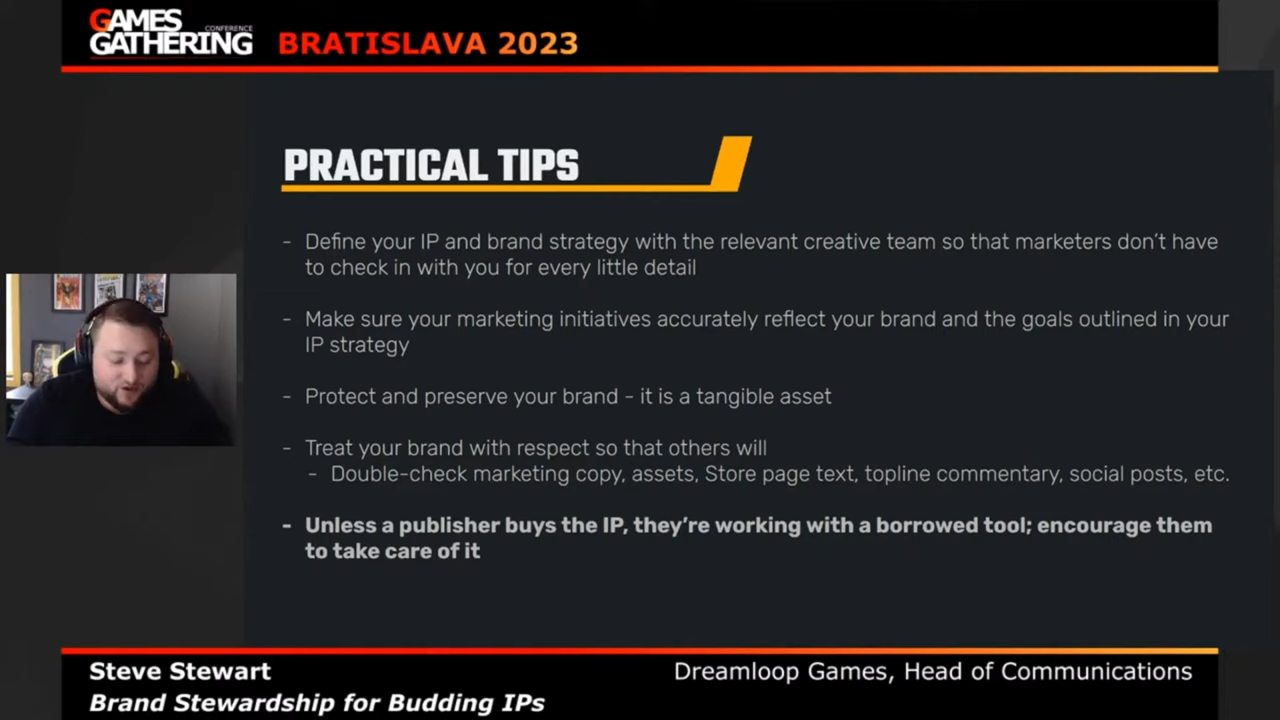 GAMES
CONFERENCE
GATHERING
BRATISLAVA 2023
PRACTICAL TIPS
- Define your IP and brand strategy with the relevant creative team so that marketers don't have
to check in with you for every little detail
- Make sure your marketing initiatives accurately reflect your brand and the goals outlined in your
IP strategy
- Protect and preserve your brand - it is a tangible asset
- Treat your brand with respect so that others will
- Double-check marketing copy, assets, Store page text, topline commentary, social posts, etc.
- Unless a publisher buys the IP, they're working with a borrowed tool; encourage them
to take care of it
Steve Stewart
Dreamloop Games, Head of Communications
Brand Stewardship for Budding IPs